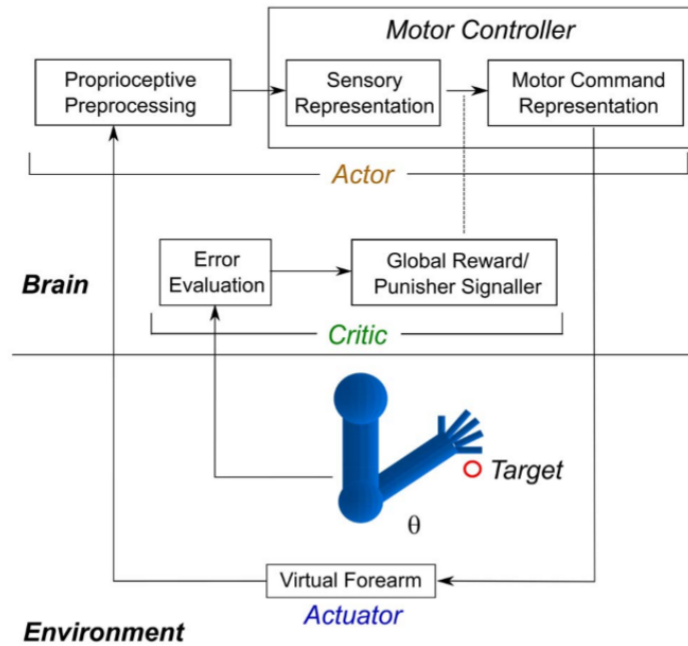 Motor Controller
Proprioceptive
Preprocessing
Sensory
Representation
Motor Command
Representation
Actor
Error
Evaluation
Global Reward/
Punisher Signaller
Brain
Critic
Target
θ
Virtual Forearm
Actuator
Environment